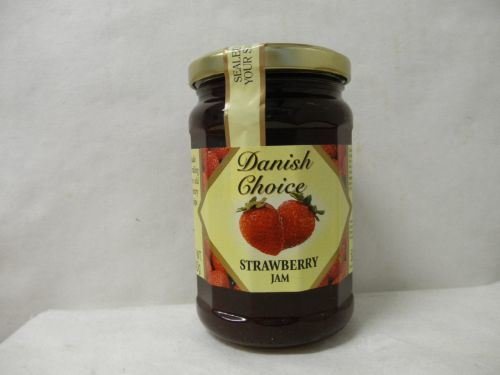 SEALED
YOUR S
Danish
Choice
STRAWBERRY
JAM